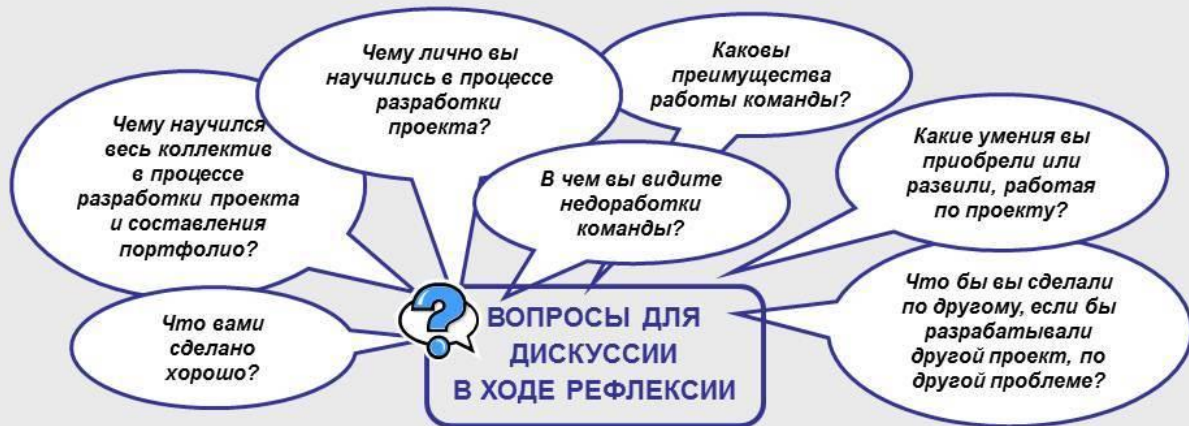 Чему лично вы
научились в процессе
разработки
проекта?
Каковы
преимущества
работы команды?
Чему научился
весь коллектив
в процессе
разработки проекта
и составления
портфолио?
В чем вы видите
недоработки
команды?
Какие умения вы
приобрели или
развили, работая
по проекту?
Что вами
сделано
хорошо?
Что бы вы сделали
по другому, если бы
разрабатывали
другой проект, по
другой проблеме?
?
ВОПРОСЫ ДЛЯ
ДИСКУССИИ
В ХОДЕ РЕФЛЕКСИИ